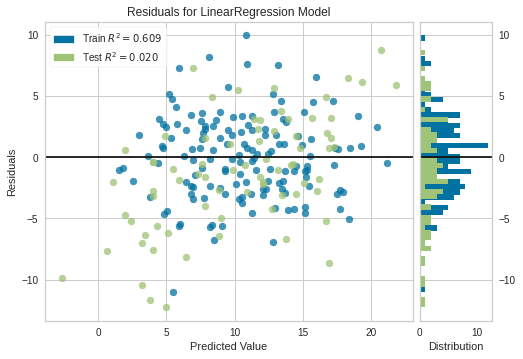 Residuals for LinearRegression Model
Train R² = 0.609
Test R² = 0.020
Residuals
10
5
0
−5
−10
0
5
10
15
20
Predicted Value
10
5
0
−5
−10
0
10
Distribution